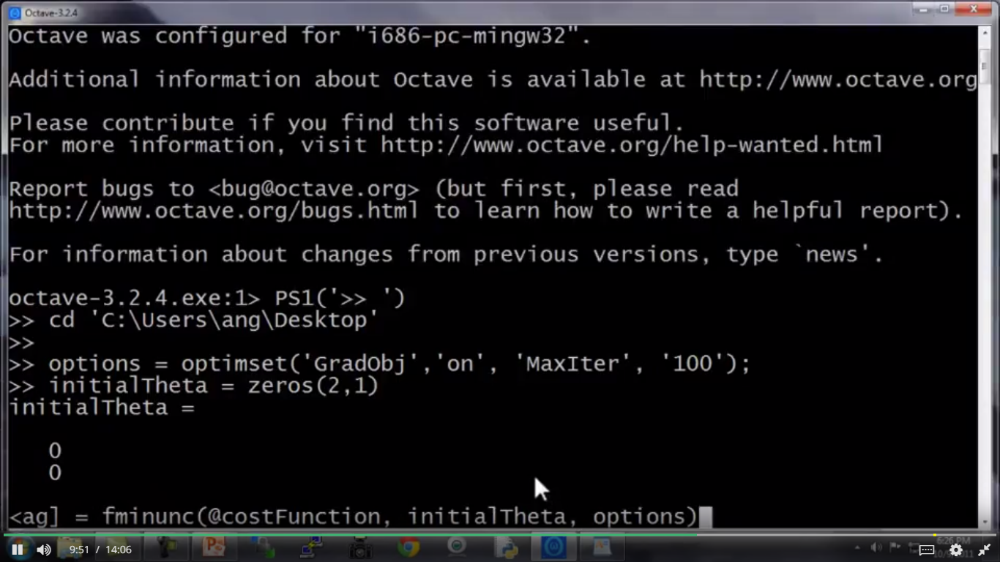 Octave-3.2.4
Octave was configured for "i686-pc-mingw32".
Additional information about Octave is available at http://www.octave.org
Please contribute if you find this software useful.
For more information, visit http://www.octave.org/help-wanted.html
Report bugs to <bug@octave.org> (but first, please read
http://www.octave.org/bugs.html to learn how to write a helpful report).
For information about changes from previous versions, type `news'.
octave-3.2.4.exe:1> PS1('>> ')
>> cd 'C:\Users\ang\Desktop'
>>
>> options = optimset('GradObj','on', 'MaxIter', '100');
>> initialTheta = zeros(2,1)
initialTheta =
0
0
<ag] = fminunc(@costFunction, initialTheta, options)
9:51 / 14:06
6:26 PM